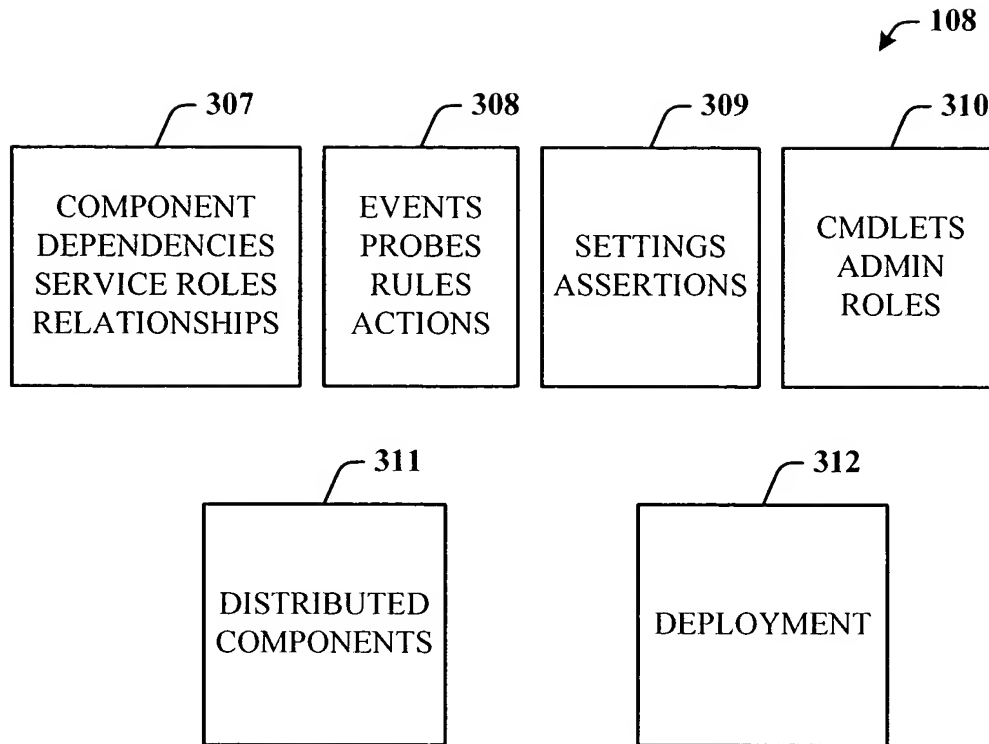 108
307
308
309
310
COMPONENT
DEPENDENCIES
SERVICE ROLES
RELATIONSHIPS
EVENTS
PROBES
RULES
ACTIONS
SETTINGS
ASSERTIONS
CMDLETS
ADMIN
ROLES
311
312
DISTRIBUTED
COMPONENTS
DEPLOYMENT